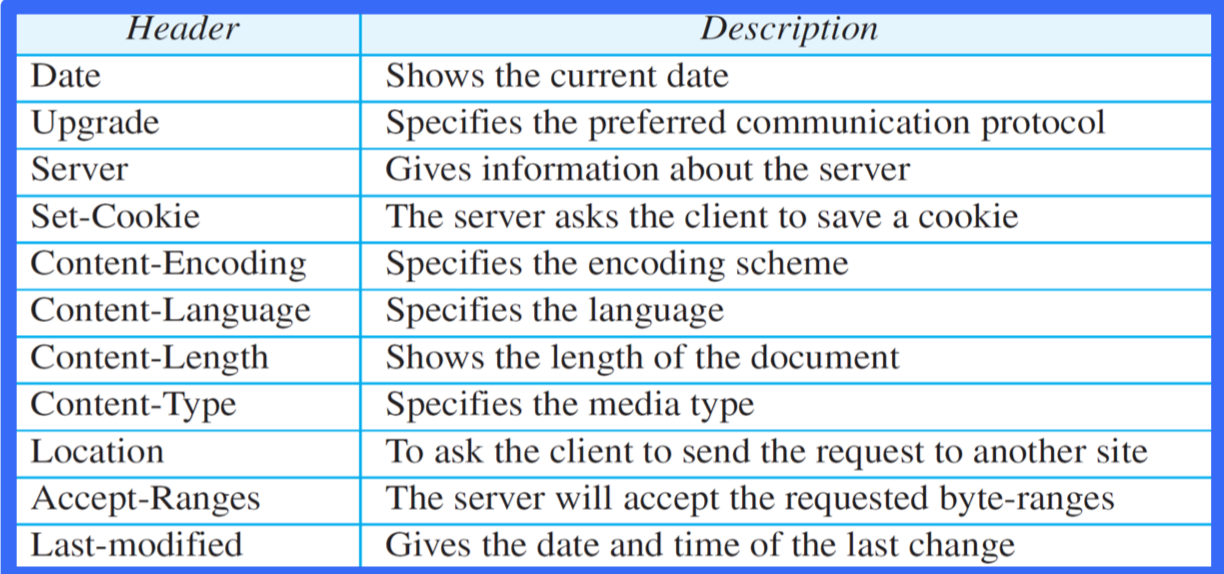 Header Description
Date Shows the current date
Upgrade Specifies the preferred communication protocol
Server Gives information about the server
Set-Cookie The server asks the client to save a cookie
Content-Encoding Specifies the encoding scheme
Content-Language Specifies the language
Content-Length Shows the length of the document
Content-Type Specifies the media type
Location To ask the client to send the request to another site
Accept-Ranges The server will accept the requested byte-ranges
Last-modified Gives the date and time of the last change